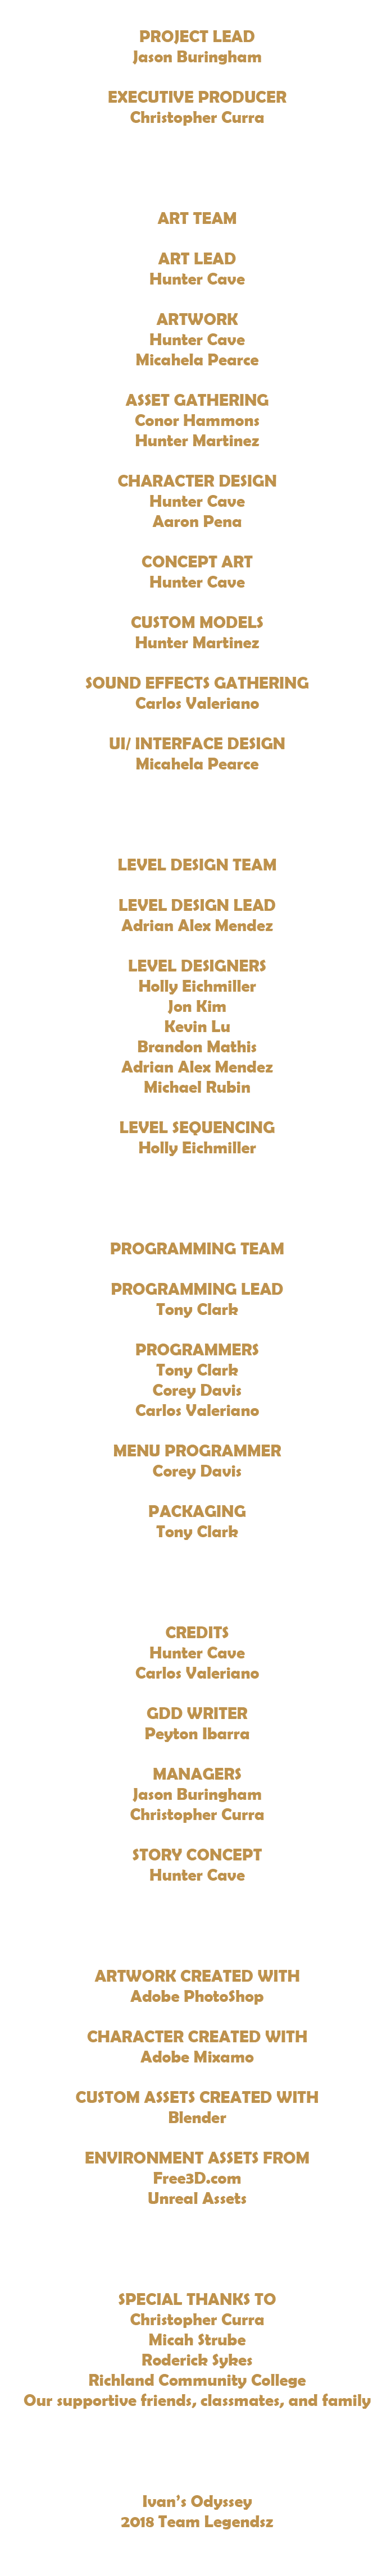 PROJECT LEAD
Jason Buringham
EXECUTIVE PRODUCER
Christopher Curra
ART TEAM
ART LEAD
Hunter Cave
ARTWORK
Hunter Cave
Micahela Pearce
ASSET GATHERING
Conor Hammons
Hunter Martinez
CHARACTER DESIGN
Hunter Cave
Aaron Pena
CONCEPT ART
Hunter Cave
CUSTOM MODELS
Hunter Martinez
SOUND EFFECTS GATHERING
Carlos Valeriano
UI/ INTERFACE DESIGN
Micahela Pearce
LEVEL DESIGN TEAM
LEVEL DESIGN LEAD
Adrian Alex Mendez
LEVEL DESIGNERS
Holly Eichmiller
Jon Kim
Kevin Lu
Brandon Mathis
Adrian Alex Mendez
Michael Rubin
LEVEL SEQUENCING
Holly Eichmiller
PROGRAMMING TEAM
PROGRAMMING LEAD
Tony Clark
PROGRAMMERS
Tony Clark
Corey Davis
Carlos Valeriano
MENU PROGRAMMER
Corey Davis
PACKAGING
Tony Clark
CREDITS
Hunter Cave
Carlos Valeriano
GDD WRITER
Peyton Ibarra
MANAGERS
Jason Buringham
Christopher Curra
STORY CONCEPT
Hunter Cave
ARTWORK CREATED WITH
Adobe PhotoShop
CHARACTER CREATED WITH
Adobe Mixamo
CUSTOM ASSETS CREATED WITH
Blender
ENVIRONMENT ASSETS FROM
Free3D.com
Unreal Assets
SPECIAL THANKS TO
Christopher Curra
Micah Strube
Roderick Sykes
Richland Community College
Our supportive friends, classmates, and family
Ivan’s Odyssey
2018 Team Legendsz